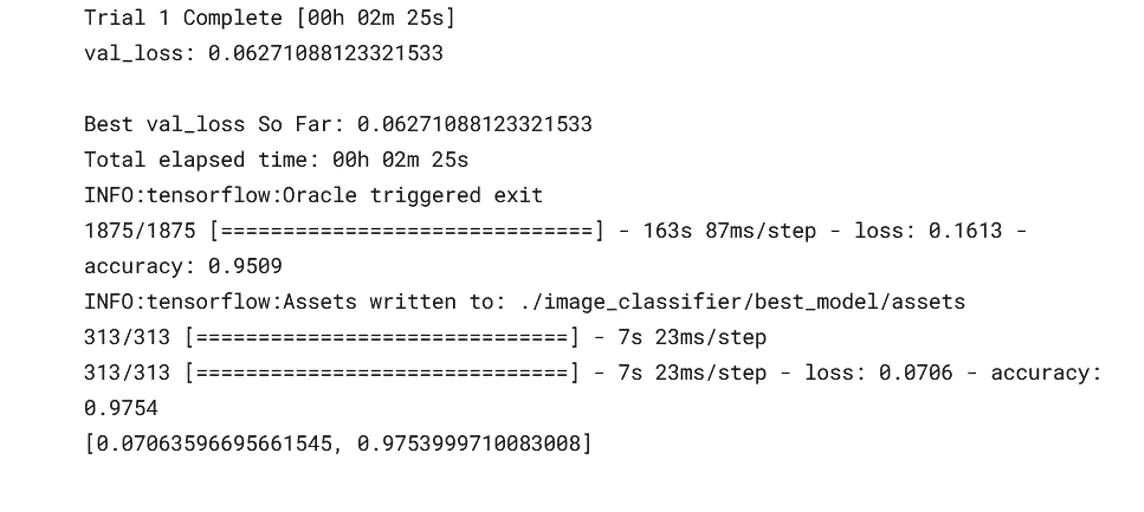 Trial 1 Complete [00h 02m 25s]
val_loss: 0.06271088123321533
Best val_loss So Far: 0.06271088123321533
Total elapsed time: 00h 02m 25s
INFO:tensorflow:Oracle triggered exit
1875/1875 [==============================] - 163s 87ms/step - loss: 0.1613 -
accuracy: 0.9509
INFO:tensorflow:Assets written to: ./image_classifier/best_model/assets
313/313 [==============================] - 7s 23ms/step
313/313 [==============================] - 7s 23ms/step - loss: 0.0706 - accuracy:
0.9754
[0.07063596695661545, 0.9753999710083008]